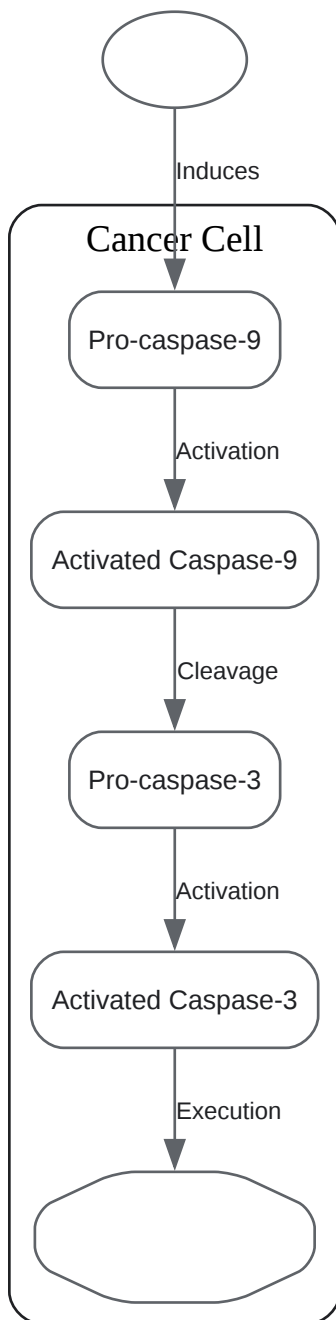 Induces
Cancer Cell
Pro-caspase-9
Activation
Activated Caspase-9
Cleavage
Pro-caspase-3
Activation
Activated Caspase-3
Execution